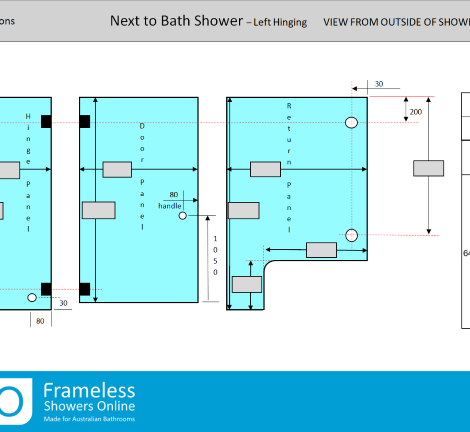 ons
Next to Bath Shower – Left Hinging
VIEW FROM OUTSIDE OF SHOWE
30
200
Hinge Panel
Door Panel
Return Panel
80
handle
1050
64
30
80
Frameless
Showers Online
Made for Australian Bathrooms